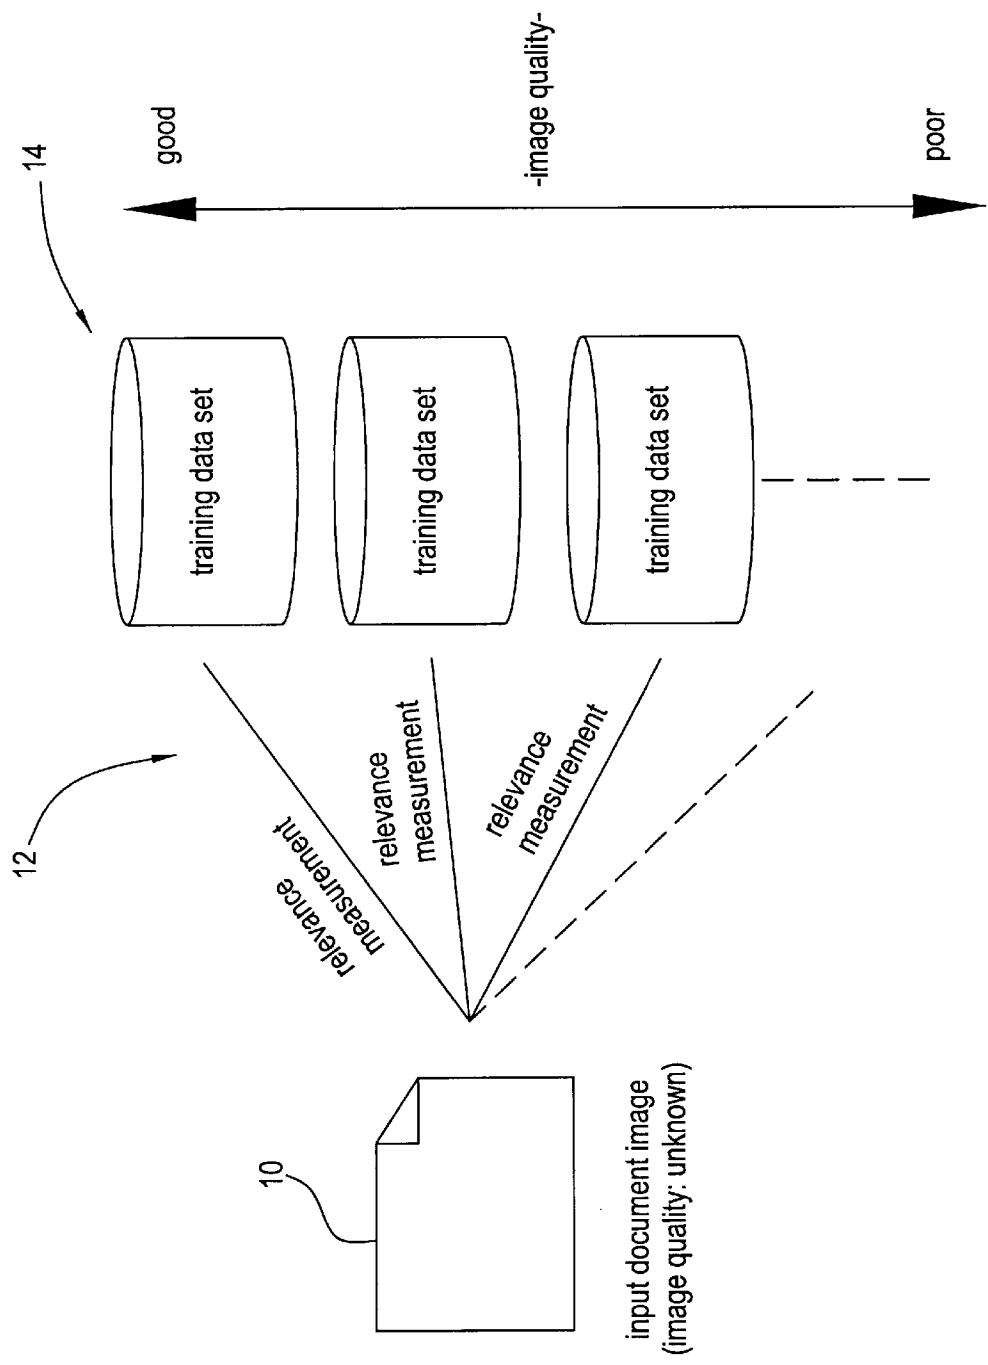 14
good
12
training data set
relevance
measurement
10
relevance
measurement
training data set
-image quality-
relevance
measurement
training data set
input document image
(image quality: unknown)
poor